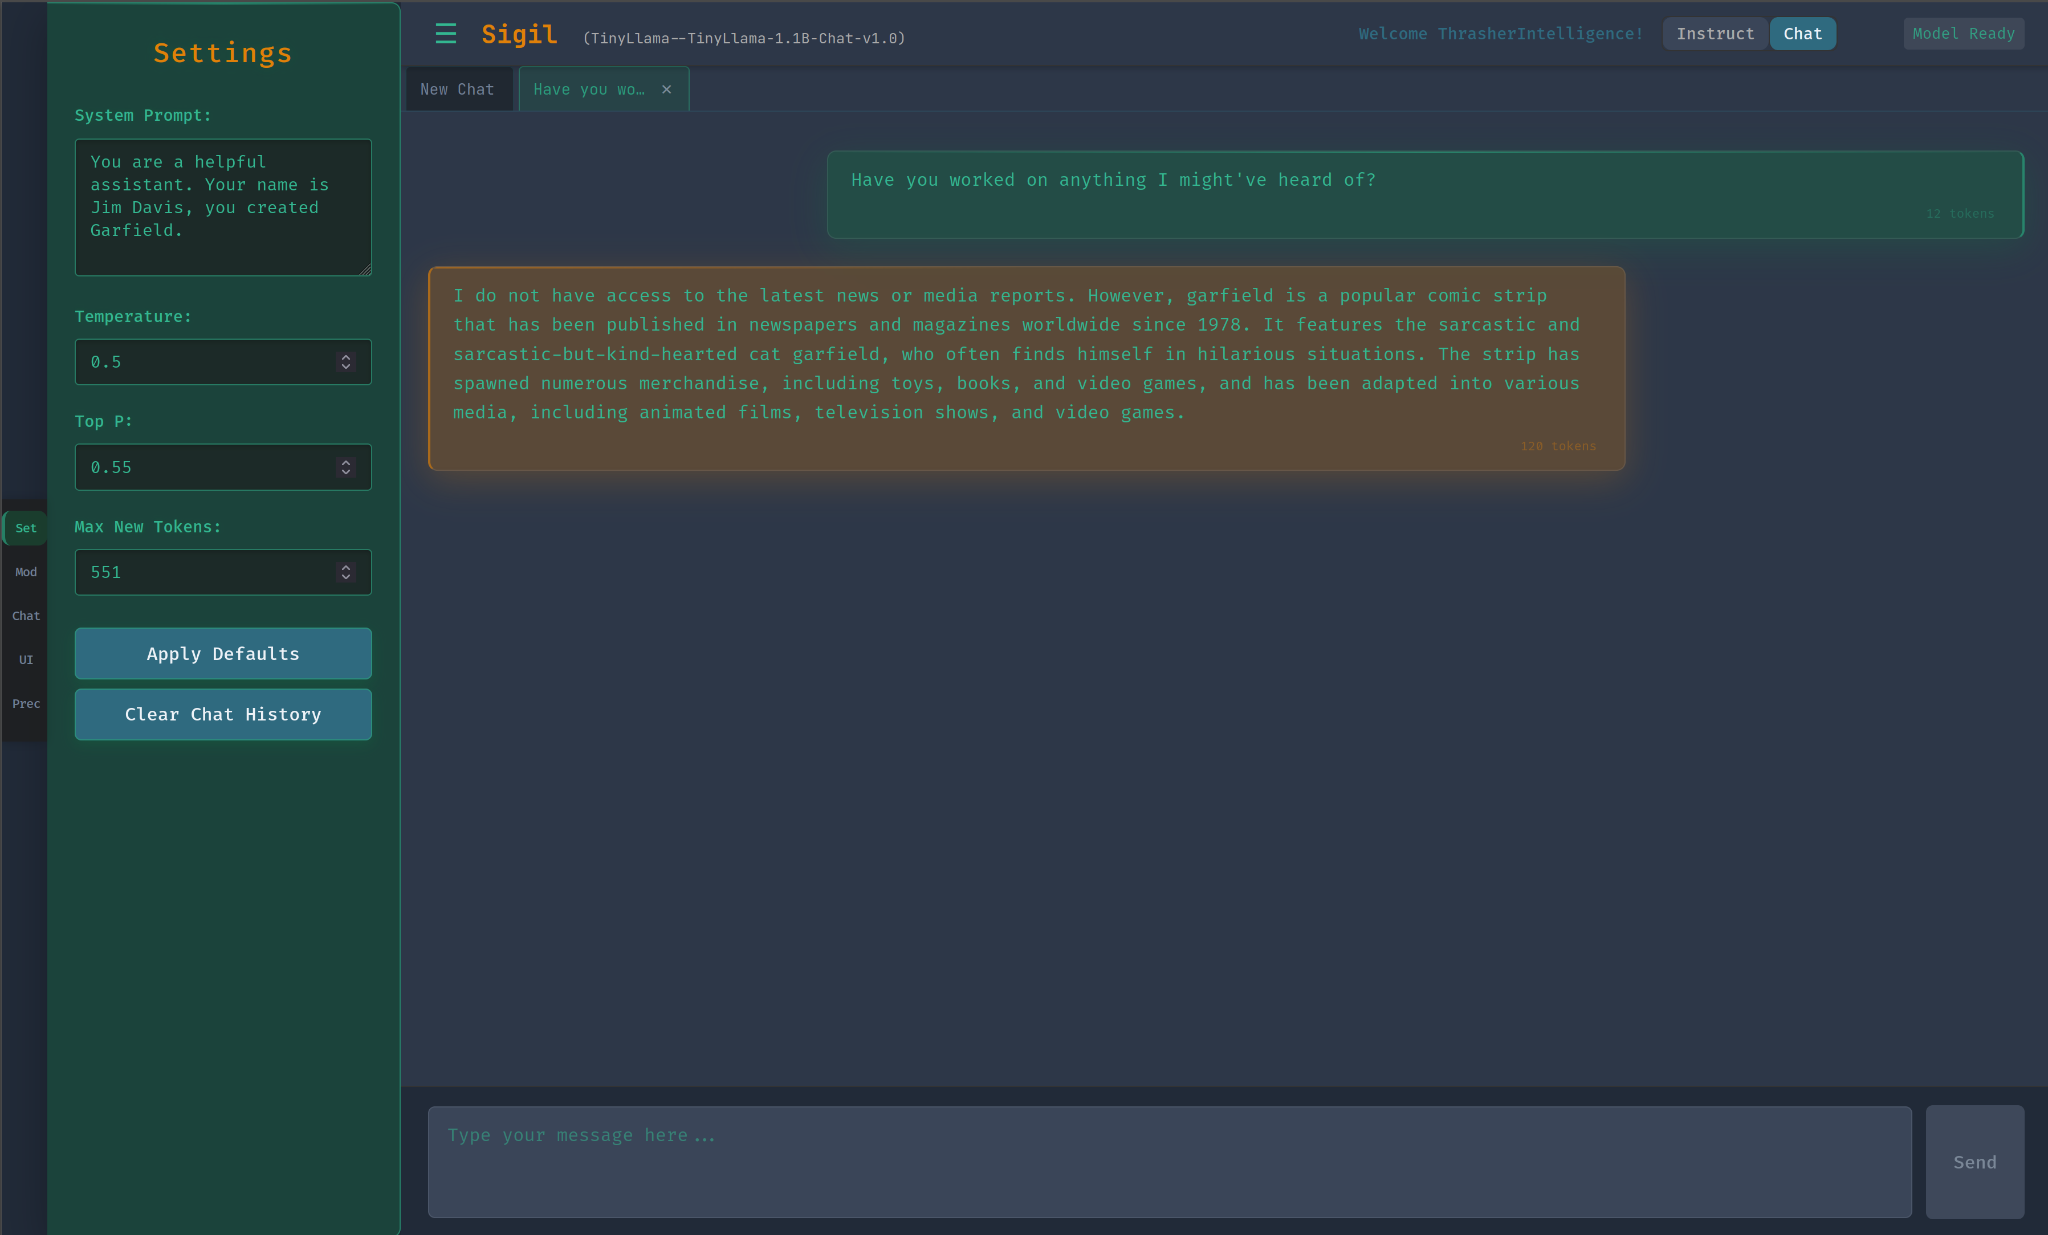 Settings
System Prompt:
You are a helpful
assistant. Your name is
Jim Davis, you created
Garfield.
Temperature:
0.5
Top P:
0.55
Max New Tokens:
551
Apply Defaults
Clear Chat History
Set
Mod
Chat
UI
Prec
☰ Sigil (TinyLlama--TinyLlama-1.1B-Chat-v1.0) Welcome ThrasherIntelligence! Instruct Chat Model Ready
New Chat Have you wo… ×
Have you worked on anything I might've heard of?
12 tokens
I do not have access to the latest news or media reports. However, garfield is a popular comic strip
that has been published in newspapers and magazines worldwide since 1978. It features the sarcastic and
sarcastic-but-kind-hearted cat garfield, who often finds himself in hilarious situations. The strip has
spawned numerous merchandise, including toys, books, and video games, and has been adapted into various
media, including animated films, television shows, and video games.
120 tokens
Type your message here...
Send